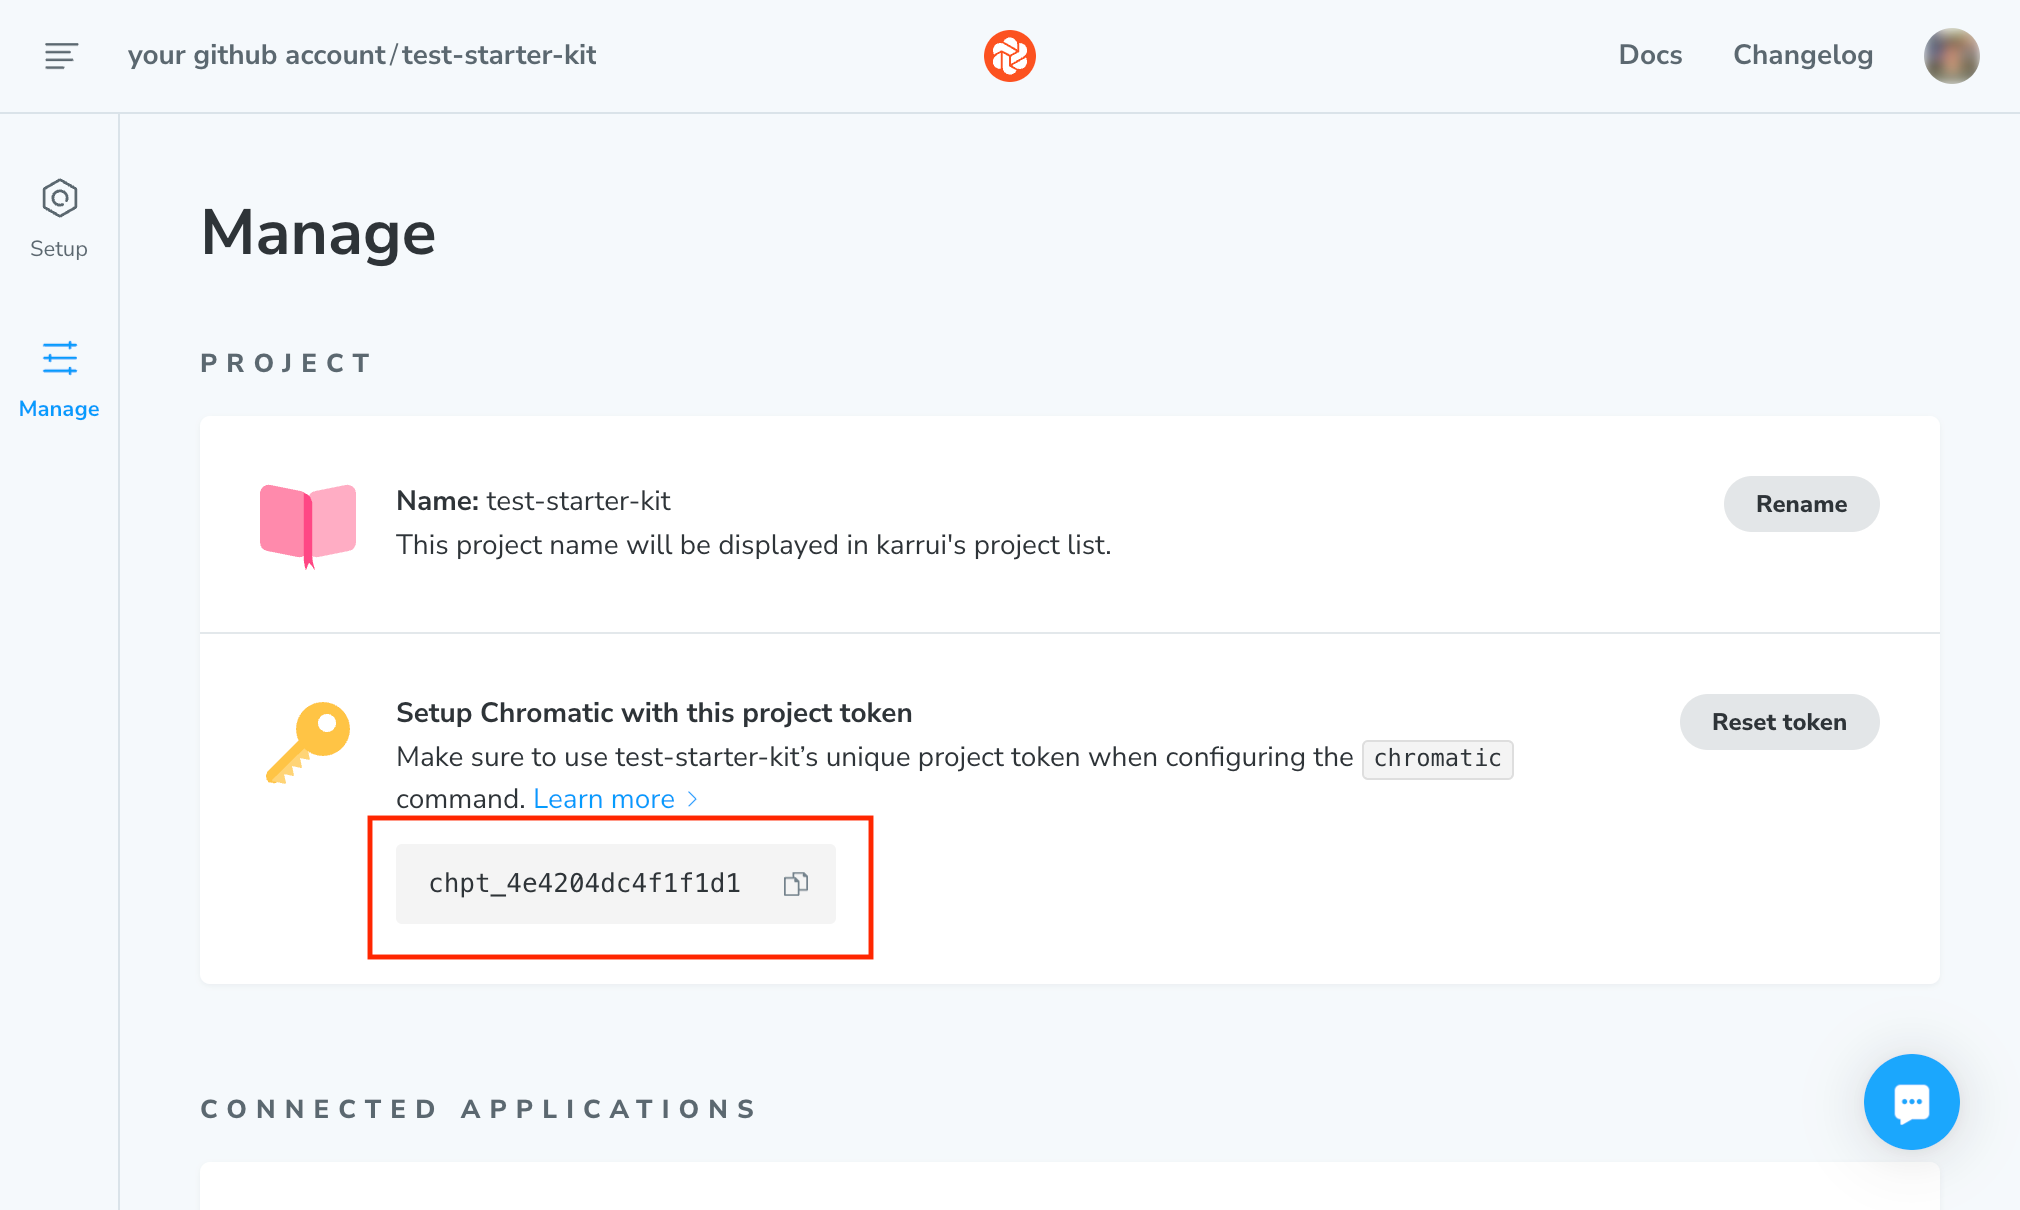 your github account/test-starter-kit
Docs
Changelog
Setup
Manage
Manage
PROJECT
Name: test-starter-kit
This project name will be displayed in karrui's project list.
Rename
Setup Chromatic with this project token
Make sure to use test-starter-kit’s unique project token when configuring the chromatic
command. Learn more
Reset token
chpt_4e4204dc4f1f1d1
CONNECTED APPLICATIONS